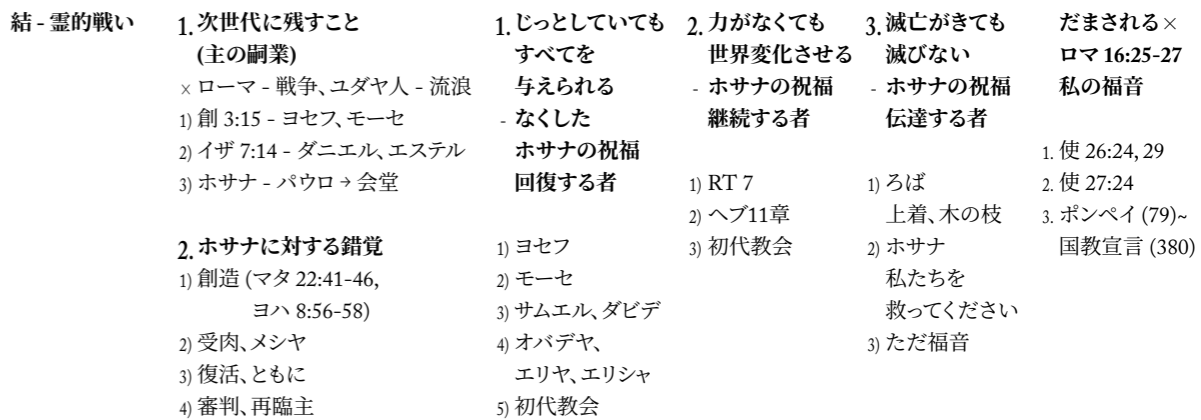 結 - 霊的戦い
1. 次世代に残すこと
(主の嗣業)
× ローマ - 戦争、ユダヤ人 - 流浪
1) 創 3:15 - ヨセフ、モーセ
2) イザ 7:14 - ダニエル、エステル
3) ホサナ - パウロ → 会堂
2. ホサナに対する錯覚
1) 創造 (マタ 22:41-46,
ヨハ 8:56-58)
2) 受肉、メシヤ
3) 復活、ともに
4) 審判、再臨主
1. じっとしていても
すべてを
与えられる
- なくした
ホサナの祝福
回復する者
1) ヨセフ
2) モーセ
3) サムエル、ダビデ
4) オバデヤ、
エリヤ、エリシャ
5) 初代教会
2. 力がなくても
世界変化させる
- ホサナの祝福
継続する者
1) RT 7
2) ヘブ11章
3) 初代教会
3. 滅亡がきても
滅びない
- ホサナの祝福
伝達する者
1) ろば
上着、木の枝
2) ホサナ
私たちを
救ってください
3) ただ福音
だまされる×
ロマ 16:25-27
私の福音
1. 使 26:24, 29
2. 使 27:24
3. ポンペイ (79)~
国教宣言 (380)